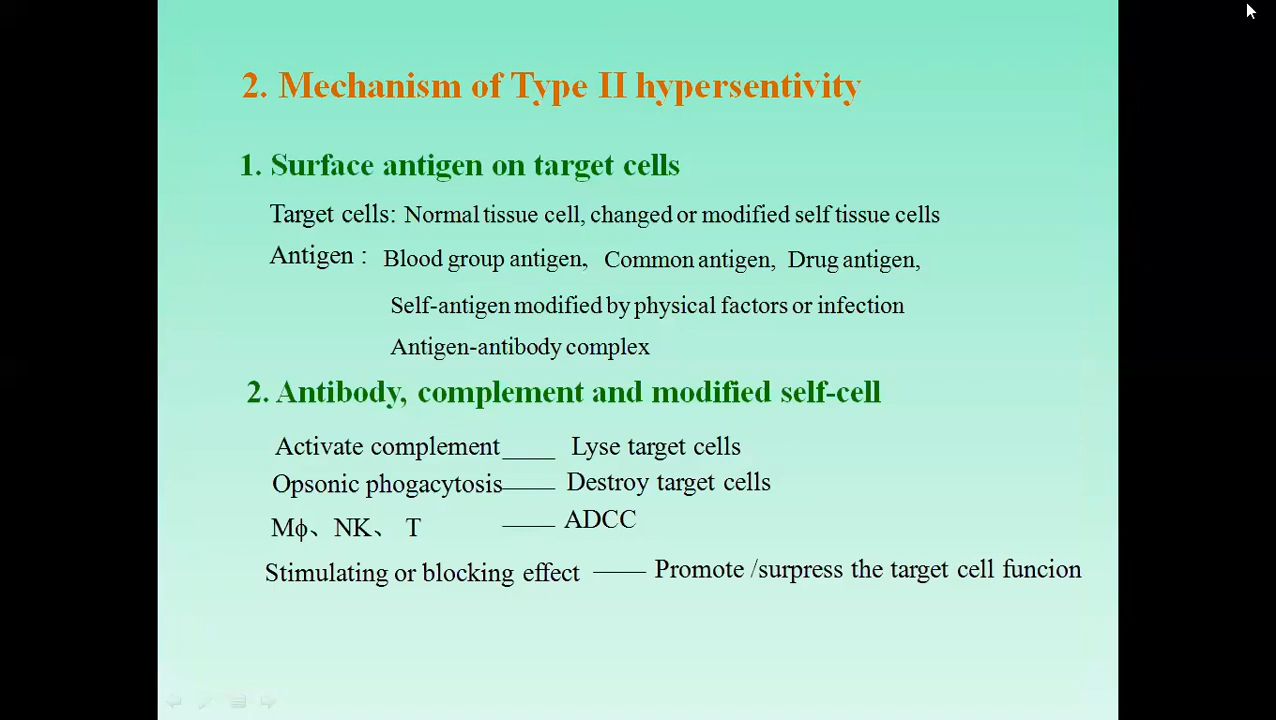 2. Mechanism of Type II hypersentivity
1. Surface antigen on target cells
Target cells: Normal tissue cell, changed or modified self tissue cells
Antigen : Blood group antigen, Common antigen, Drug antigen,
Self-antigen modified by physical factors or infection
Antigen-antibody complex
2. Antibody, complement and modified self-cell
Activate complement____ Lyse target cells
Opsonic phogacytosis—— Destroy target cells
Mφ、NK、 T —— ADCC
Stimulating or blocking effect —— Promote /surpress the target cell funcion